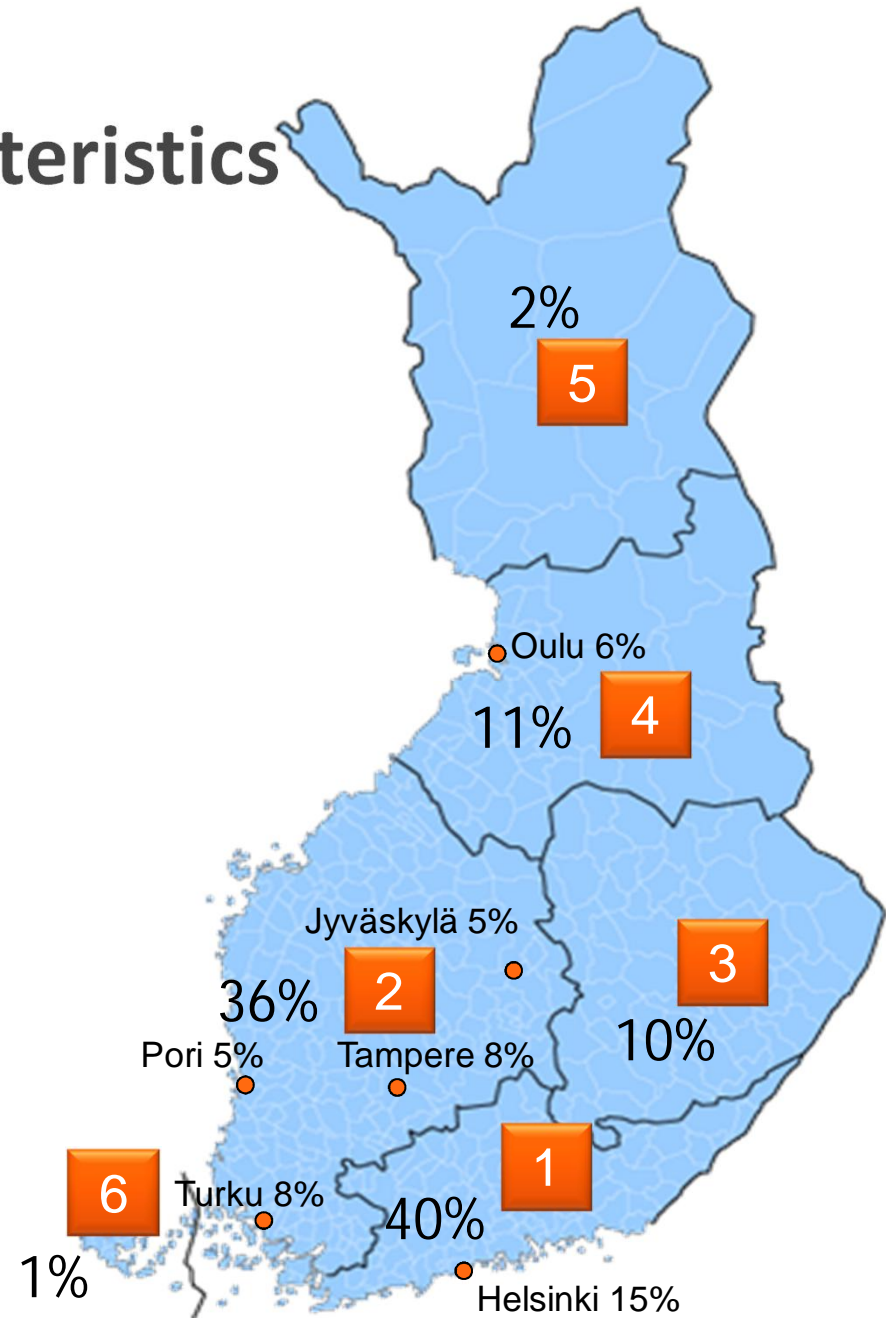 teristics
2%
5
Oulu 6%
11%
4
Jyväskylä 5%
36%
2
3
10%
Pori 5%
Tampere 8%
1
6
Turku 8%
40%
1%
Helsinki 15%